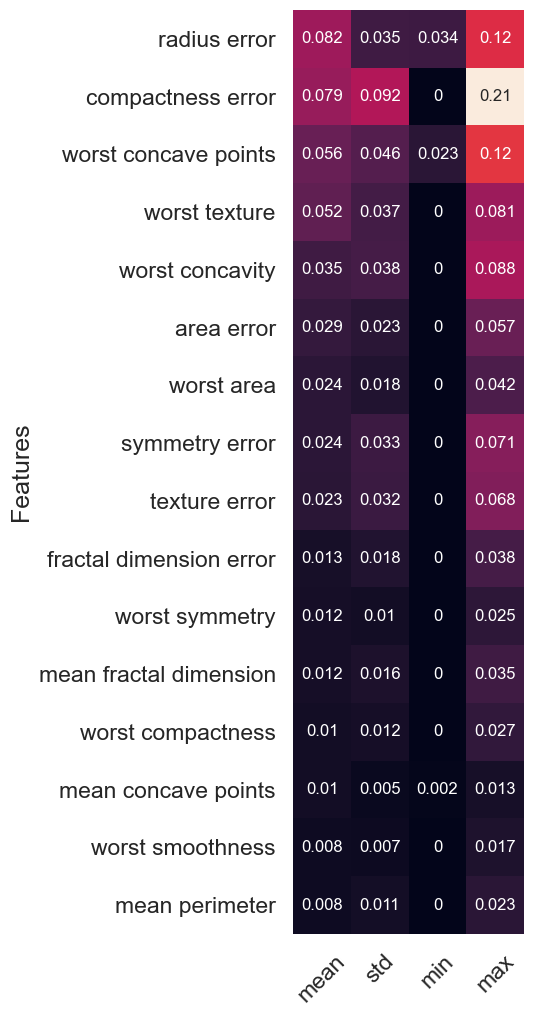 radius error 0.082 0.035 0.034 0.12
compactness error 0.079 0.092 0 0.21
worst concave points 0.056 0.046 0.023 0.12
worst texture 0.052 0.037 0 0.081
worst concavity 0.035 0.038 0 0.088
area error 0.029 0.023 0 0.057
worst area 0.024 0.018 0 0.042
symmetry error 0.024 0.033 0 0.071
texture error 0.023 0.032 0 0.068
fractal dimension error 0.013 0.018 0 0.038
worst symmetry 0.012 0.01 0 0.025
mean fractal dimension 0.012 0.016 0 0.035
worst compactness 0.01 0.012 0 0.027
mean concave points 0.01 0.005 0.002 0.013
worst smoothness 0.008 0.007 0 0.017
mean perimeter 0.008 0.011 0 0.023
mean std min max
Features